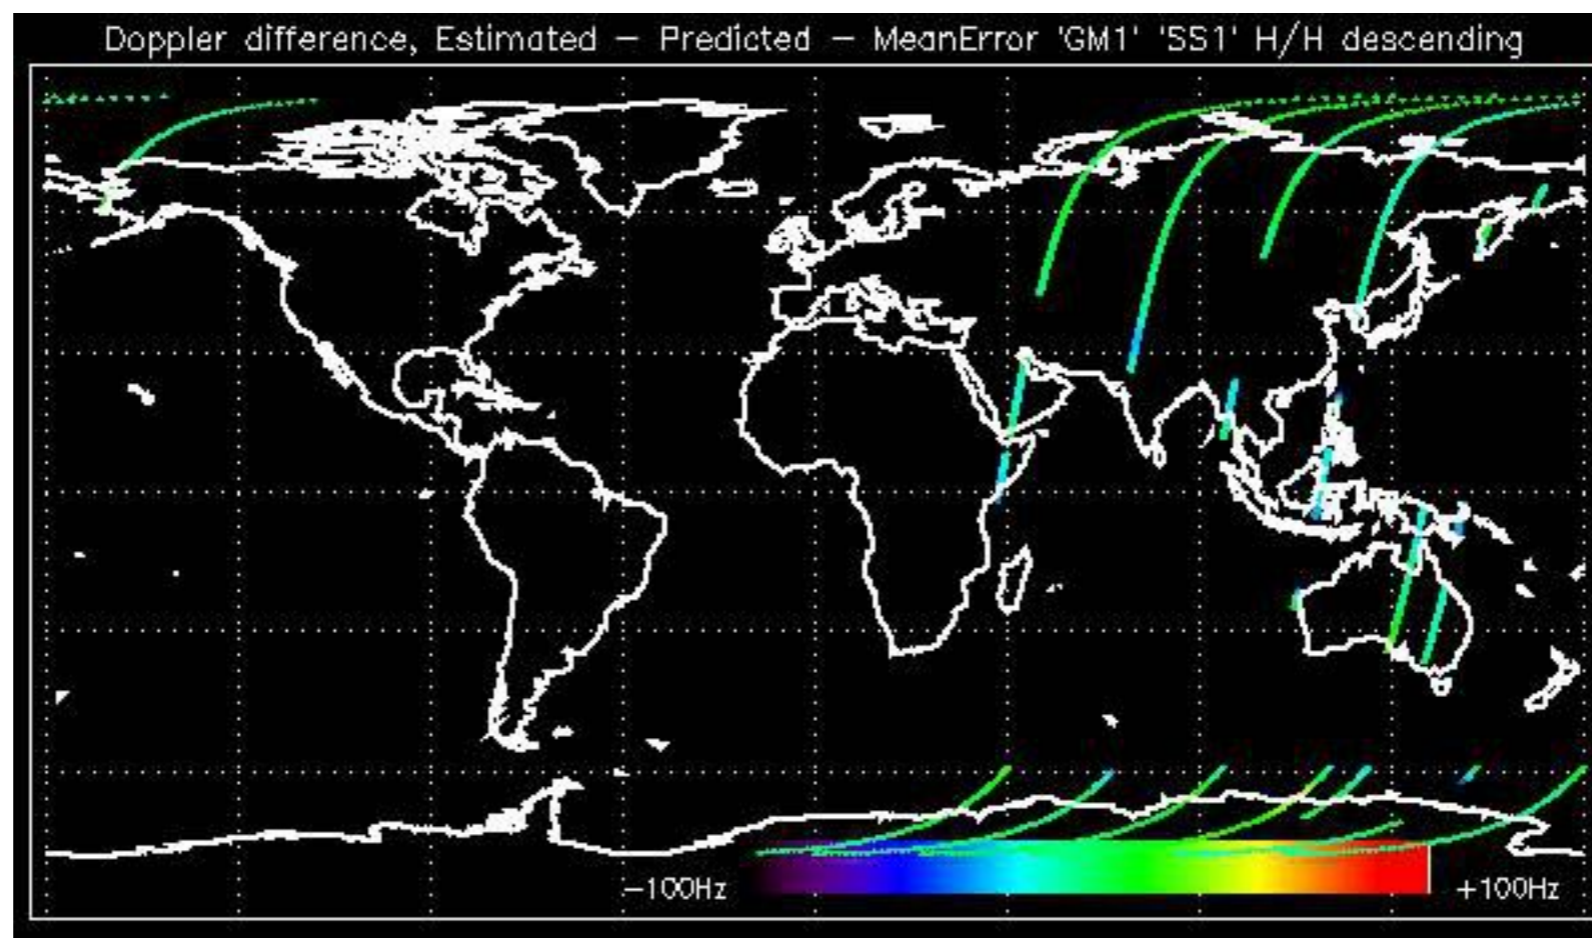 Doppler difference, Estimated − Predicted − MeanError 'GM1' 'SS1' H/H descending
−100Hz
+100Hz